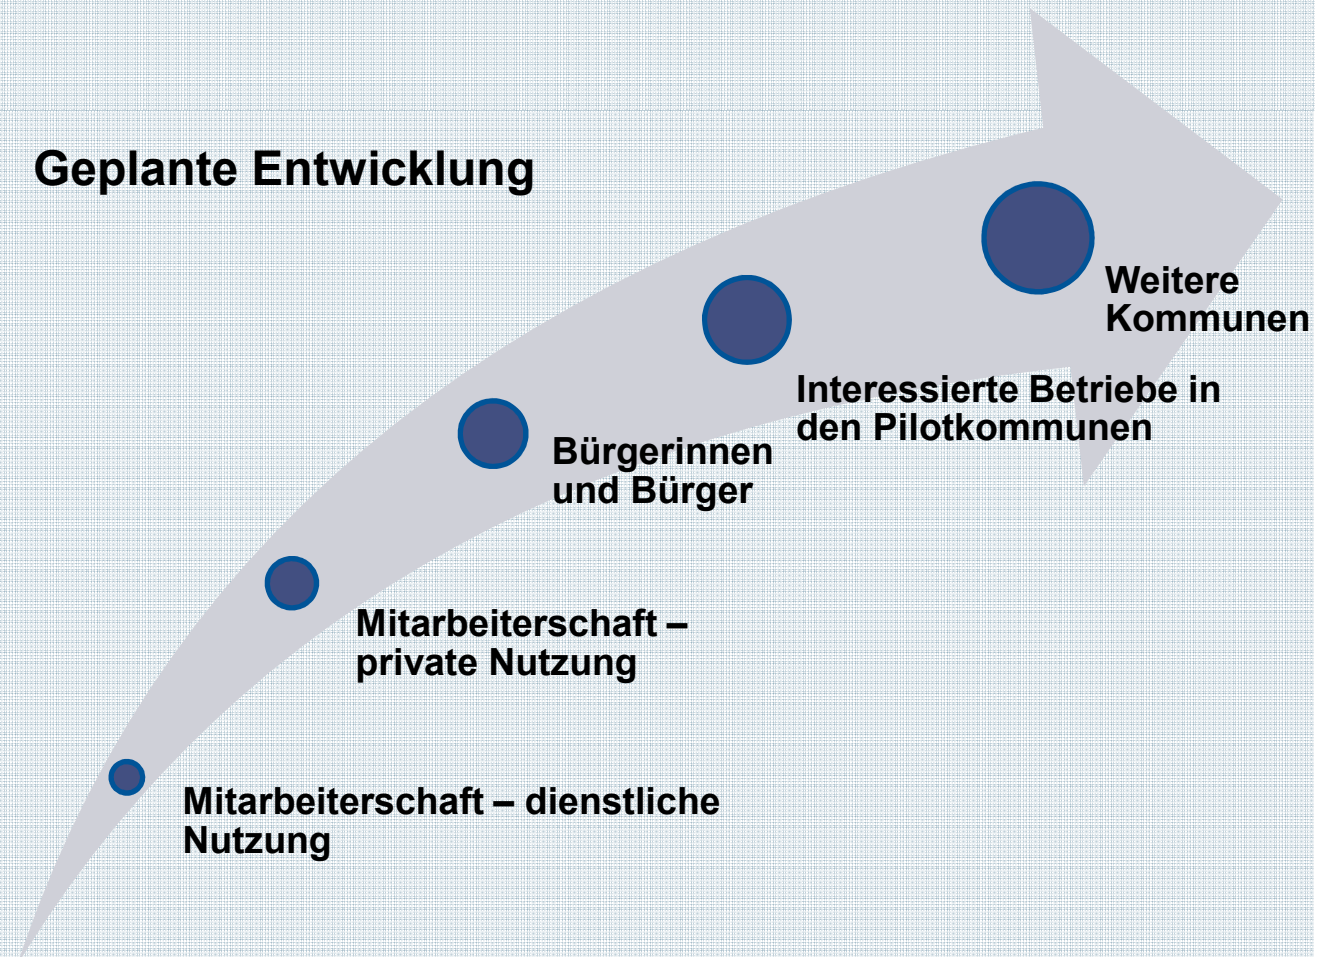 Geplante Entwicklung
Weitere
Kommunen
Interessierte Betriebe in
den Pilotkommunen
Bürgerinnen
und Bürger
Mitarbeiterschaft –
private Nutzung
Mitarbeiterschaft – dienstliche
Nutzung